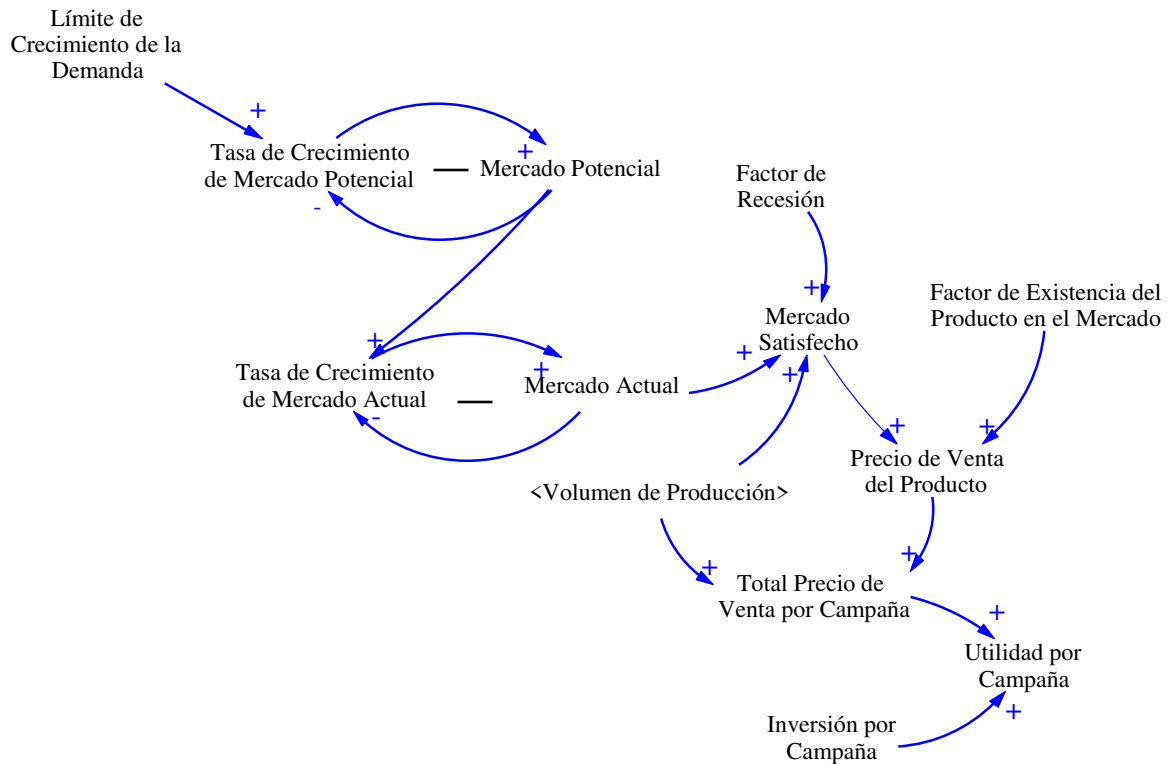 Límite de
Crecimiento de la
Demanda
+
Tasa de Crecimiento
de Mercado Potencial
-
+
Mercado Potencial
Factor de
Recesión
+
Mercado
Satisfecho
Factor de Existencia del
Producto en el Mercado
+
Tasa de Crecimiento
de Mercado Actual
-
+
Mercado Actual
+
+
+
+
Precio de Venta
del Producto
<Volumen de Producción>
+
+
Total Precio de
Venta por Campaña
+
Utilidad por
Campaña
+
Inversión por
Campaña